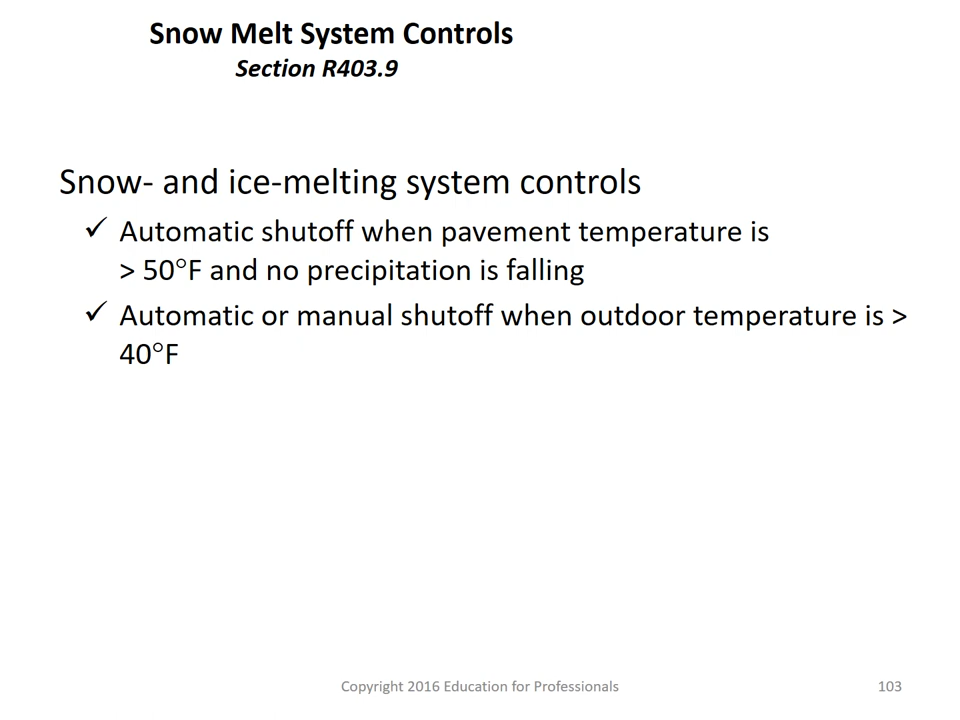 Snow Melt System Controls
Section R403.9
Snow- and ice-melting system controls
✓ Automatic shutoff when pavement temperature is
> 50°F and no precipitation is falling
✓ Automatic or manual shutoff when outdoor temperature is >
40°F
Copyright 2016 Education for Professionals
103